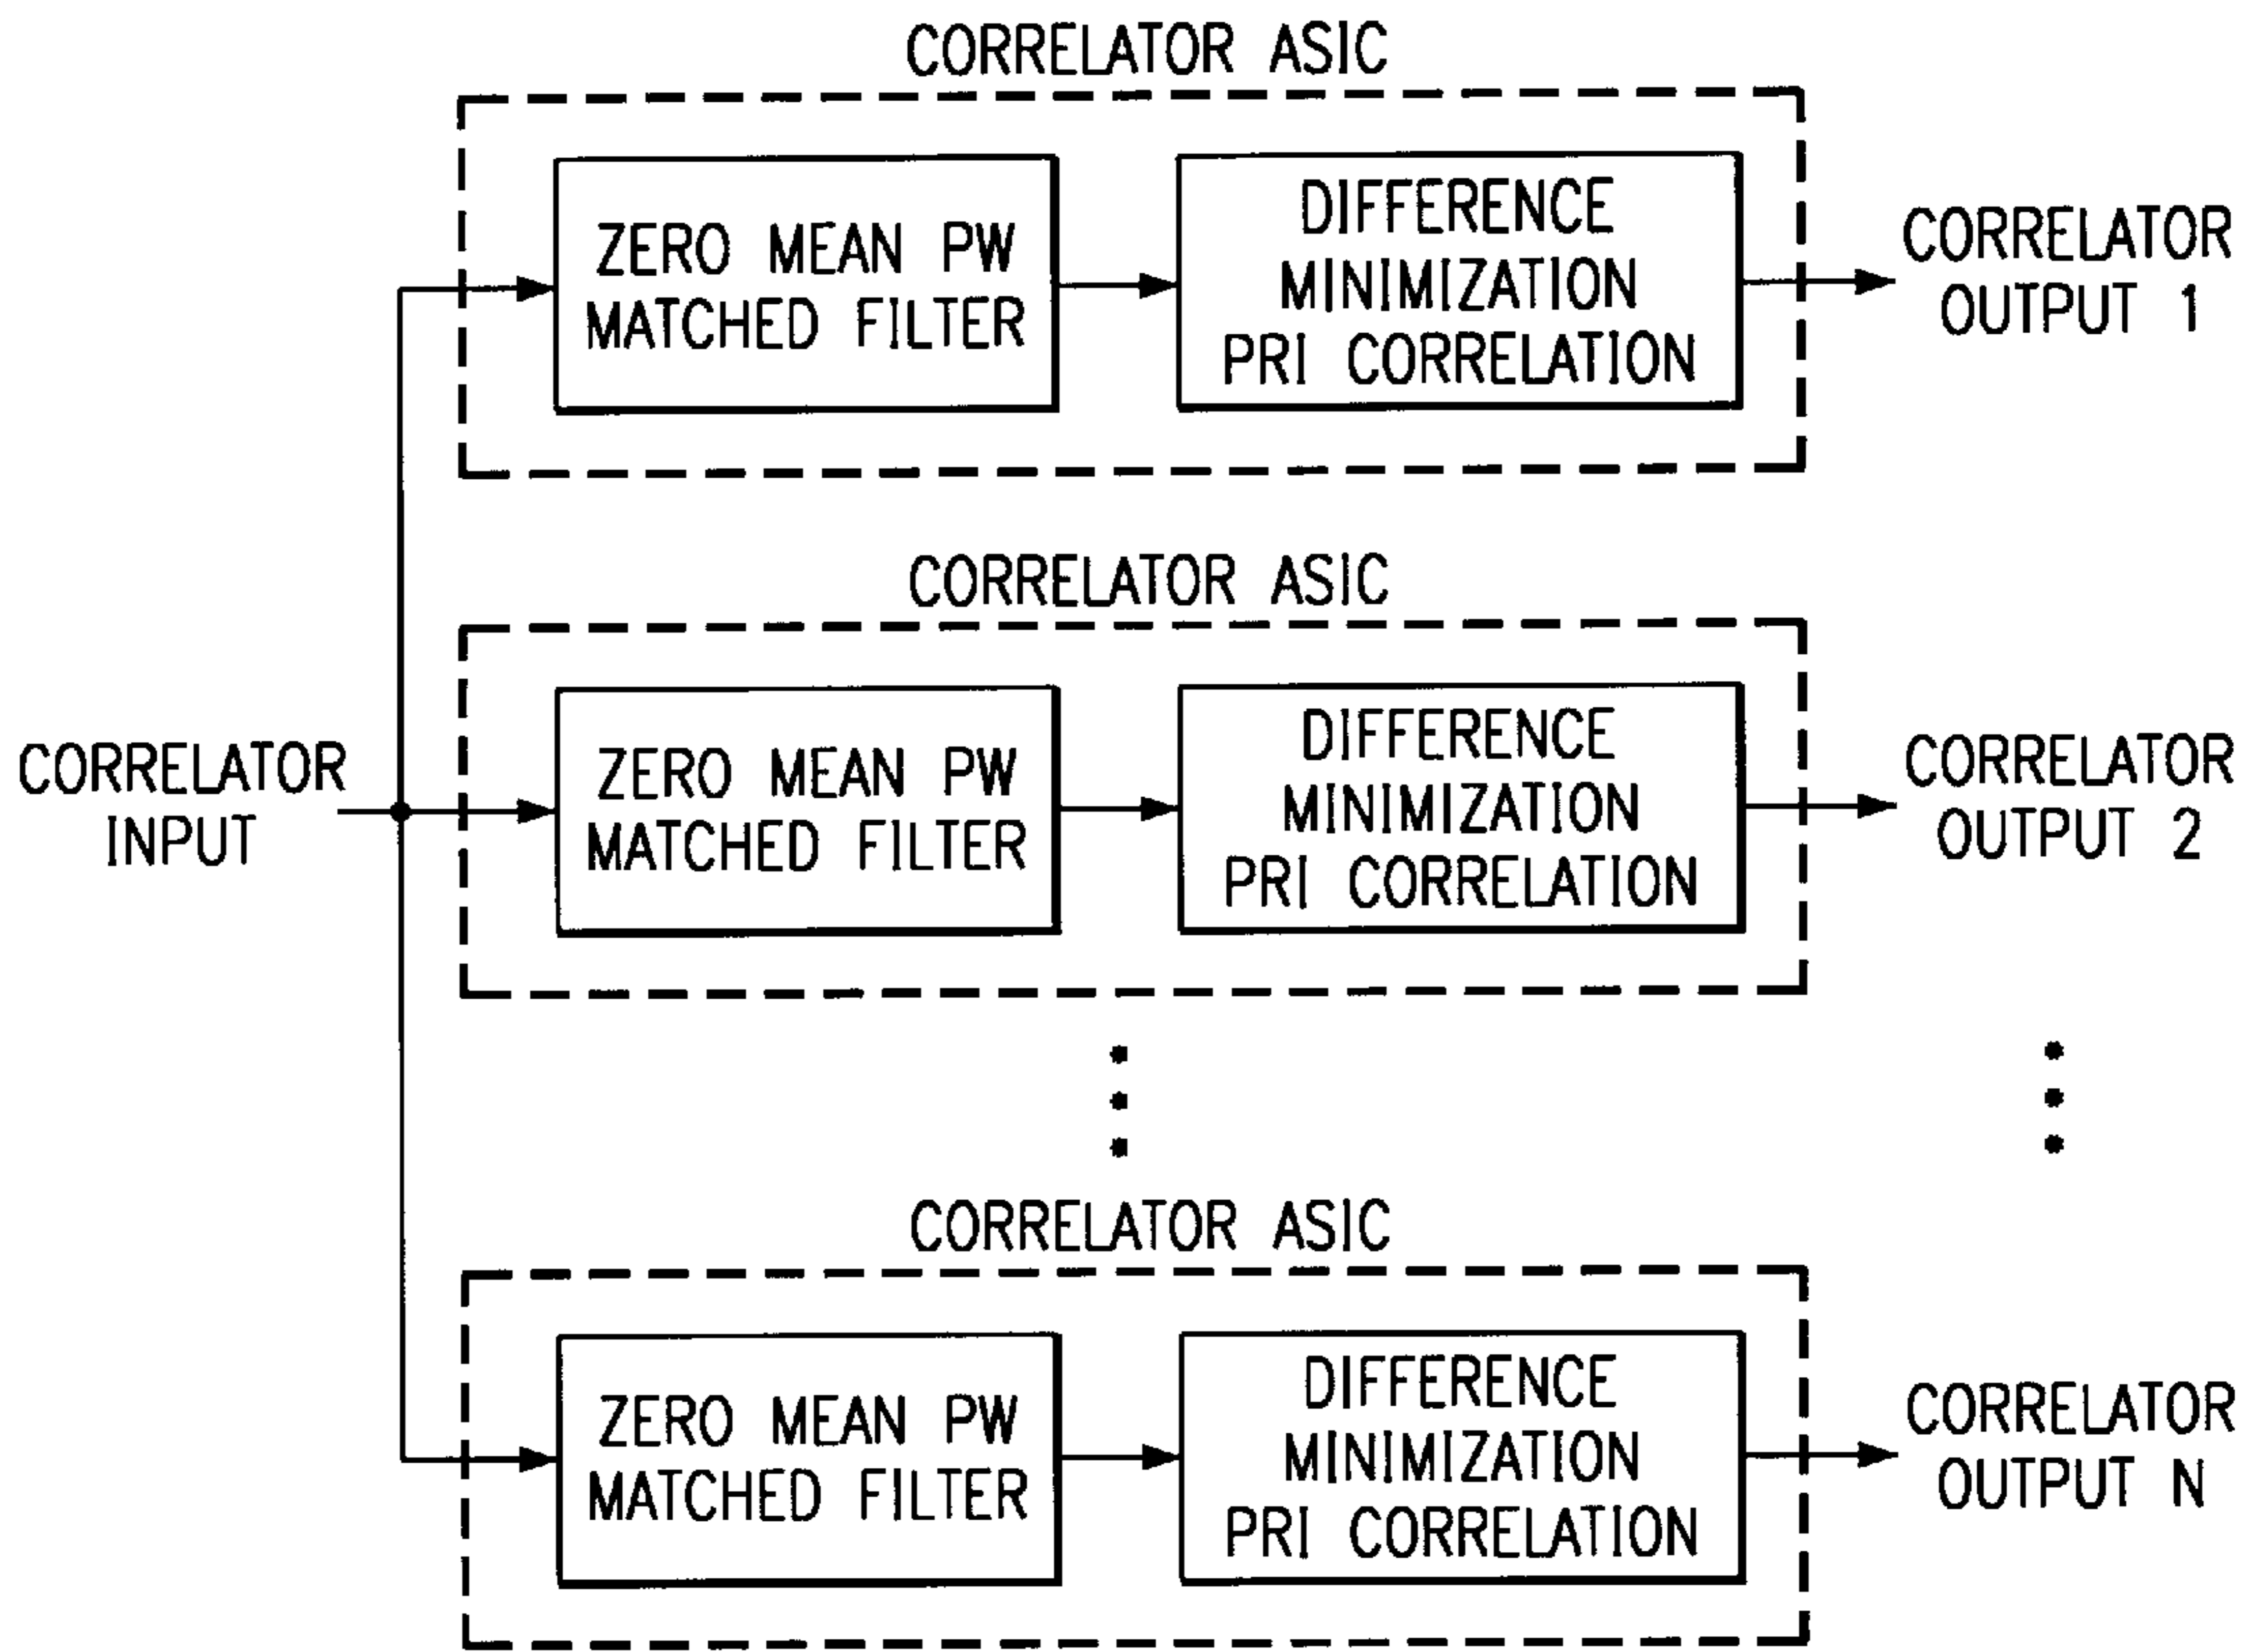 CORRELATOR ASIC
ZERO MEAN PW
MATCHED FILTER
DIFFERENCE
MINIMIZATION
PRI CORRELATION
CORRELATOR
OUTPUT 1
CORRELATOR ASIC
CORRELATOR
INPUT
ZERO MEAN PW
MATCHED FILTER
DIFFERENCE
MINIMIZATION
PRI CORRELATION
CORRELATOR
OUTPUT 2
CORRELATOR ASIC
ZERO MEAN PW
MATCHED FILTER
DIFFERENCE
MINIMIZATION
PRI CORRELATION
CORRELATOR
OUTPUT N